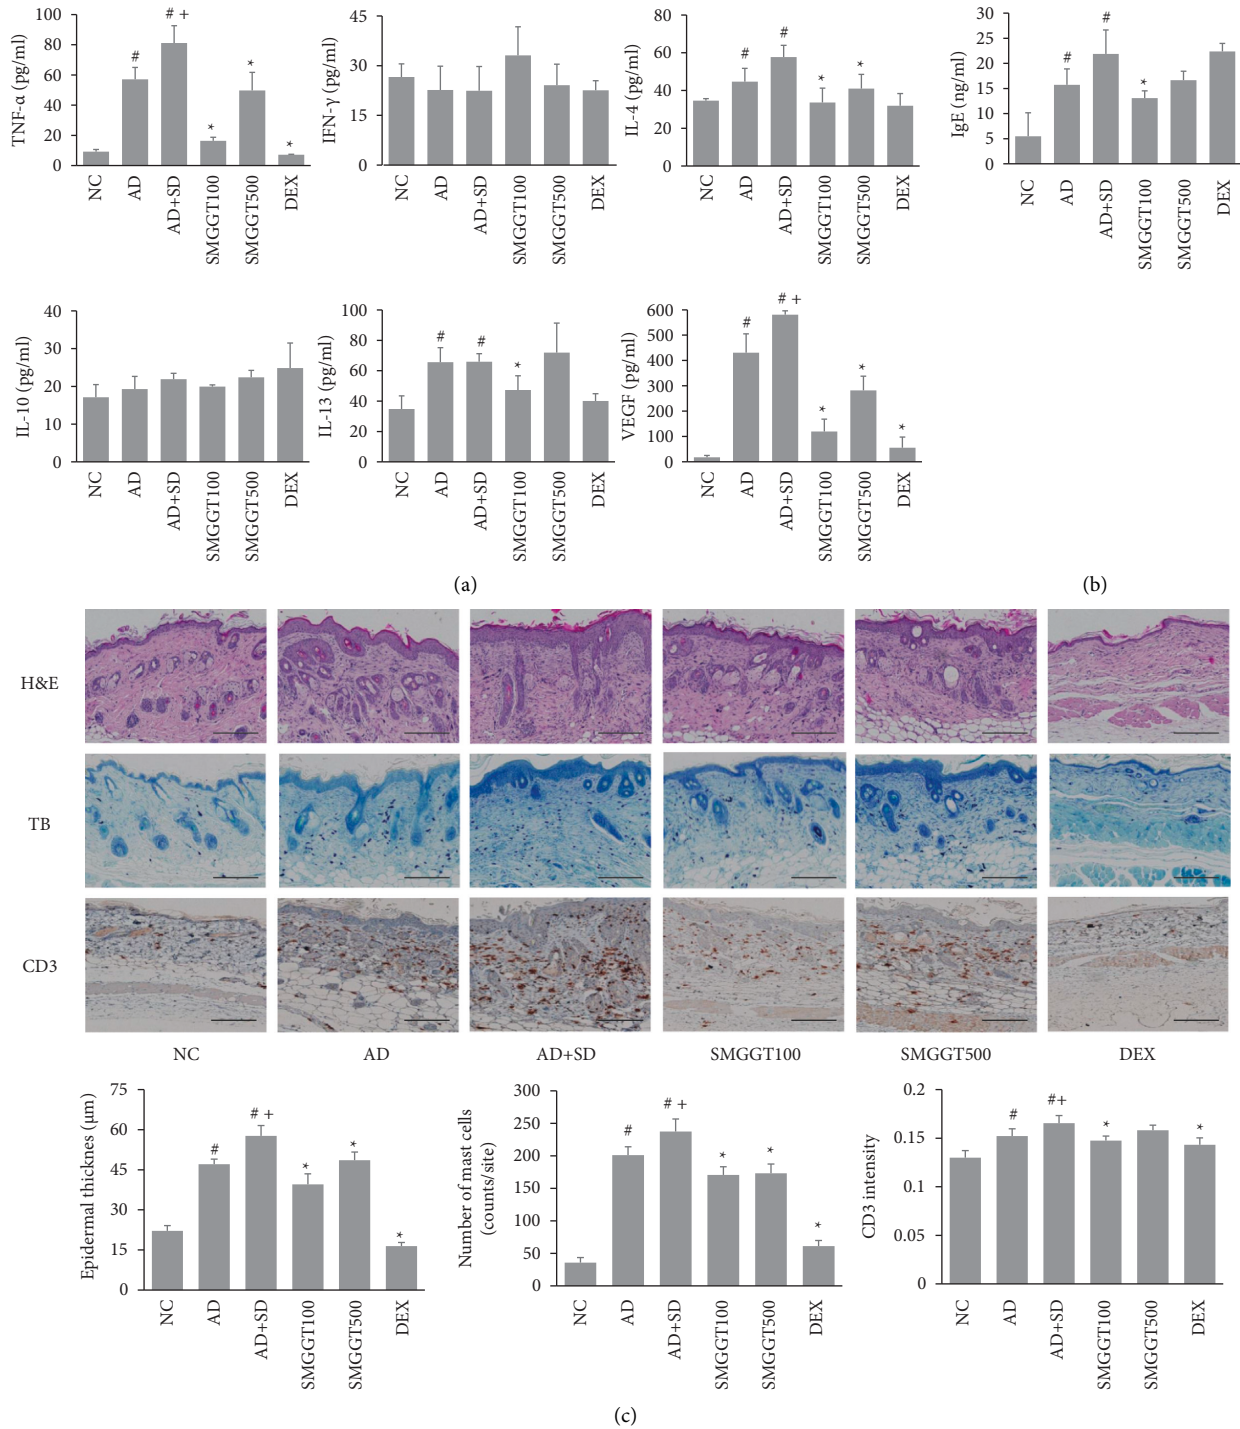 TNF-α (pg/ml)
100
80
60
40
20
0
# # + * * *
NC AD AD+SD SMGGT100 SMGGT500 DEX
IFN-γ (pg/ml)
45
30
15
0
NC AD AD+SD SMGGT100 SMGGT500 DEX
IL-4 (pg/ml)
80
60
40
20
0
# # * *
NC AD AD+SD SMGGT100 SMGGT500 DEX
IgE (ng/ml)
30
25
20
15
10
5
0
# # *
NC AD AD+SD SMGGT100 SMGGT500 DEX
IL-10 (pg/ml)
40
30
20
10
0
NC AD AD+SD SMGGT100 SMGGT500 DEX
IL-13 (pg/ml)
100
80
60
40
20
0
# # *
NC AD AD+SD SMGGT100 SMGGT500 DEX
VEGF (pg/ml)
600
500
400
300
200
100
0
# # + * * *
NC AD AD+SD SMGGT100 SMGGT500 DEX
(a)
(b)
H&E
TB
CD3
NC AD AD+SD SMGGT100 SMGGT500 DEX
Epidermal thicknes (μm)
75
60
45
30
15
0
# # + * * *
NC AD AD+SD SMGGT100 SMGGT500 DEX
Number of mast cells
(counts/site)
300
250
200
150
100
50
0
# # + * * *
NC AD AD+SD SMGGT100 SMGGT500 DEX
CD3 intensity
0.2
0.15
0.1
0.05
0
# #+ * *
NC AD AD+SD SMGGT100 SMGGT500 DEX
(c)